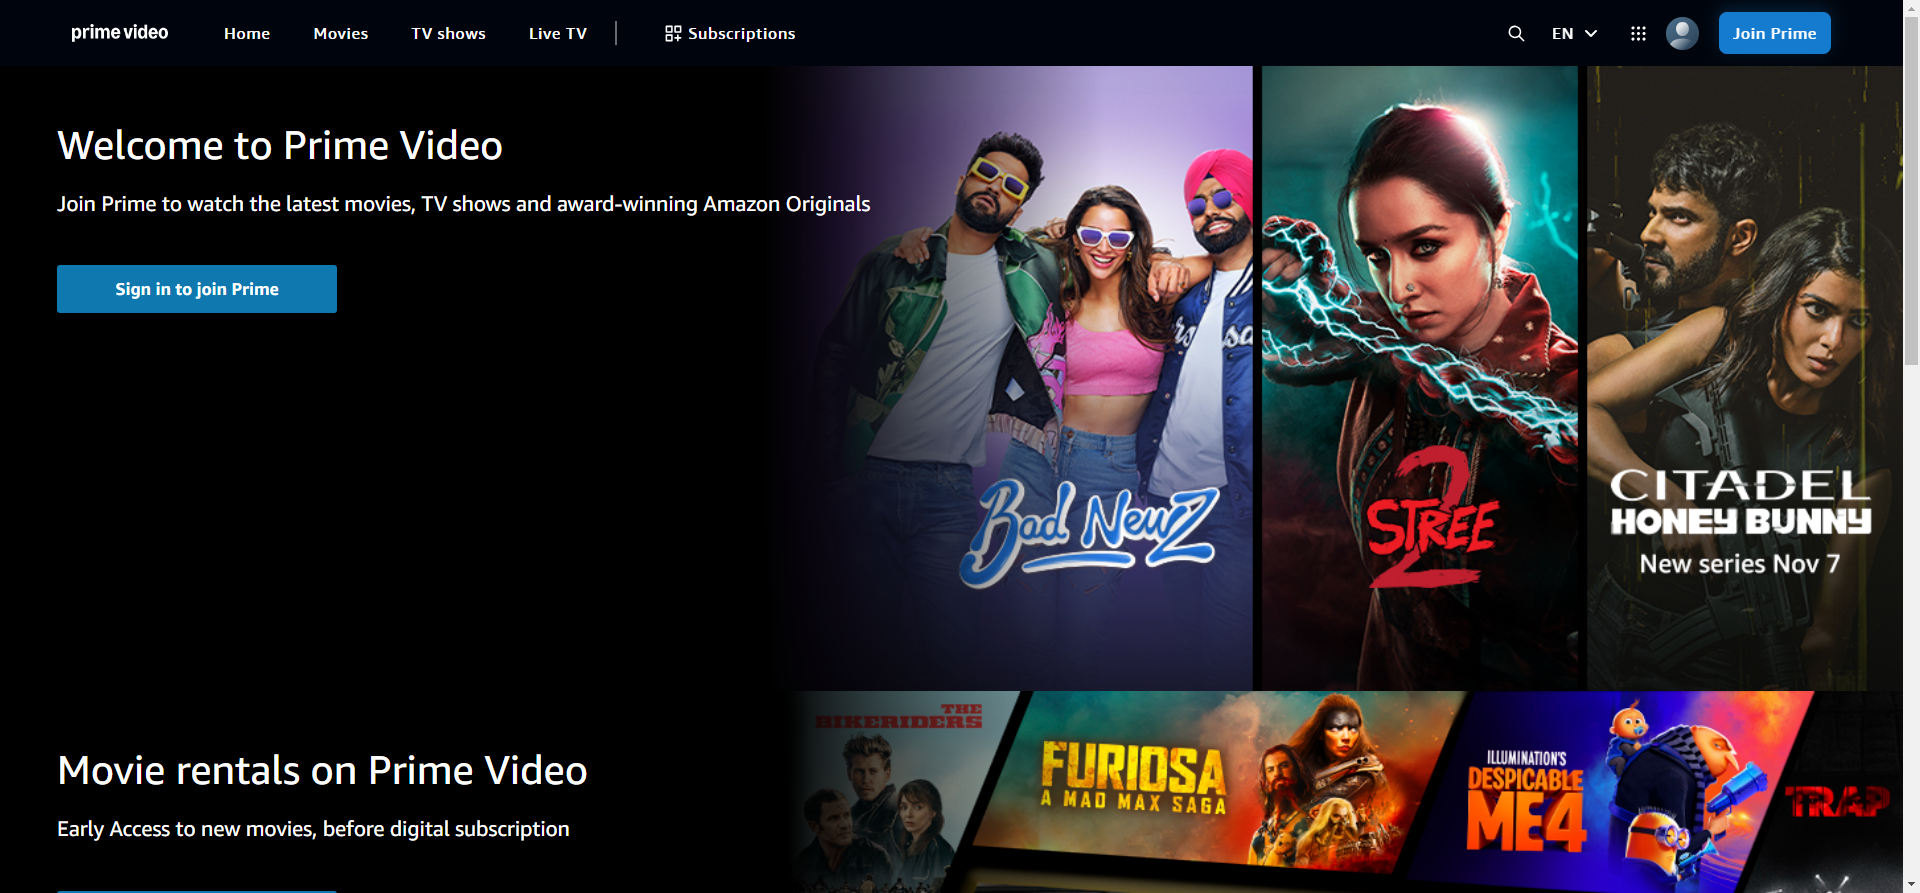 prime video
Home
Movies
TV shows
Live TV
Subscriptions
EN
Join Prime
Welcome to Prime Video
Join Prime to watch the latest movies, TV shows and award-winning Amazon Originals
Sign in to join Prime
Bad Newz
STREE
2
CITADEL
HONEY BUNNY
New series Nov 7
Movie rentals on Prime Video
Early Access to new movies, before digital subscription
THE
BIKERIDERS
FURIOSA
A MAD MAX SAGA
ILLUMINATION'S
DESPICABLE
ME4
TRAP